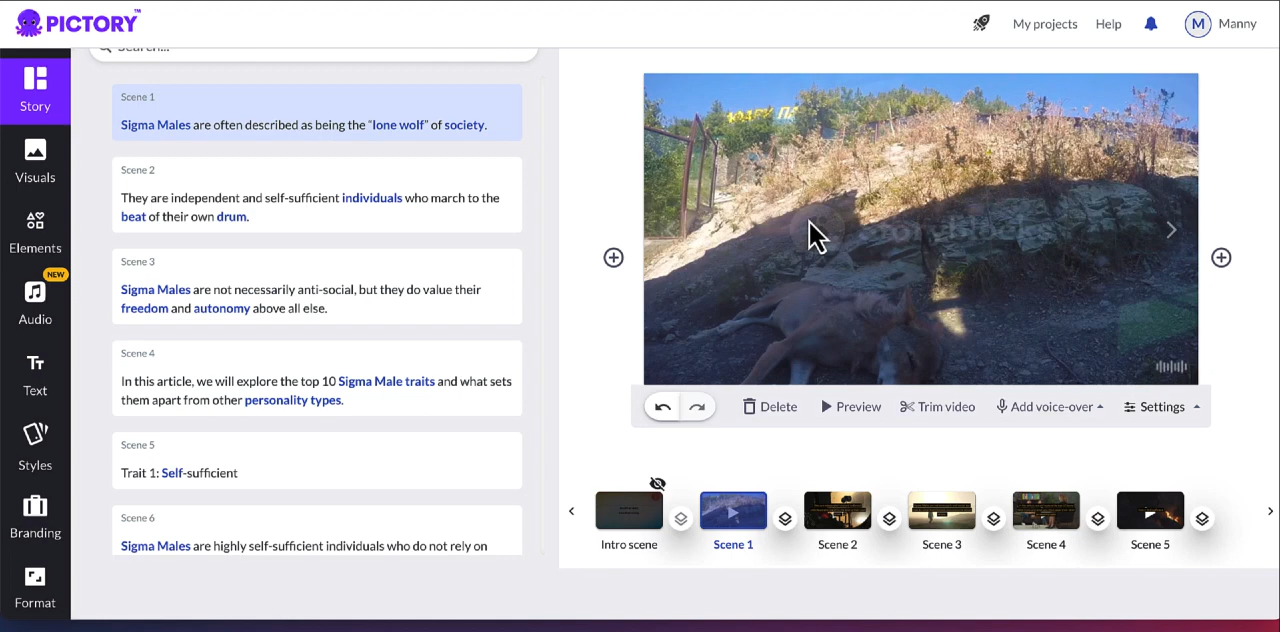 PICTORY™
My projects
Help
M
Manny
Story
Visuals
Elements
NEW
Audio
Text
Styles
Branding
Format
Search...
Scene 1
Sigma Males are often described as being the “lone wolf” of society.
Scene 2
They are independent and self-sufficient individuals who march to the
beat of their own drum.
Scene 3
Sigma Males are not necessarily anti-social, but they do value their
freedom and autonomy above all else.
Scene 4
In this article, we will explore the top 10 Sigma Male traits and what sets
them apart from other personality types.
Scene 5
Trait 1: Self-sufficient
Scene 6
Sigma Males are highly self-sufficient individuals who do not rely on
storyblocks
Delete
Preview
Trim video
Add voice-over
Settings
Intro scene
Scene 1
Scene 2
Scene 3
Scene 4
Scene 5